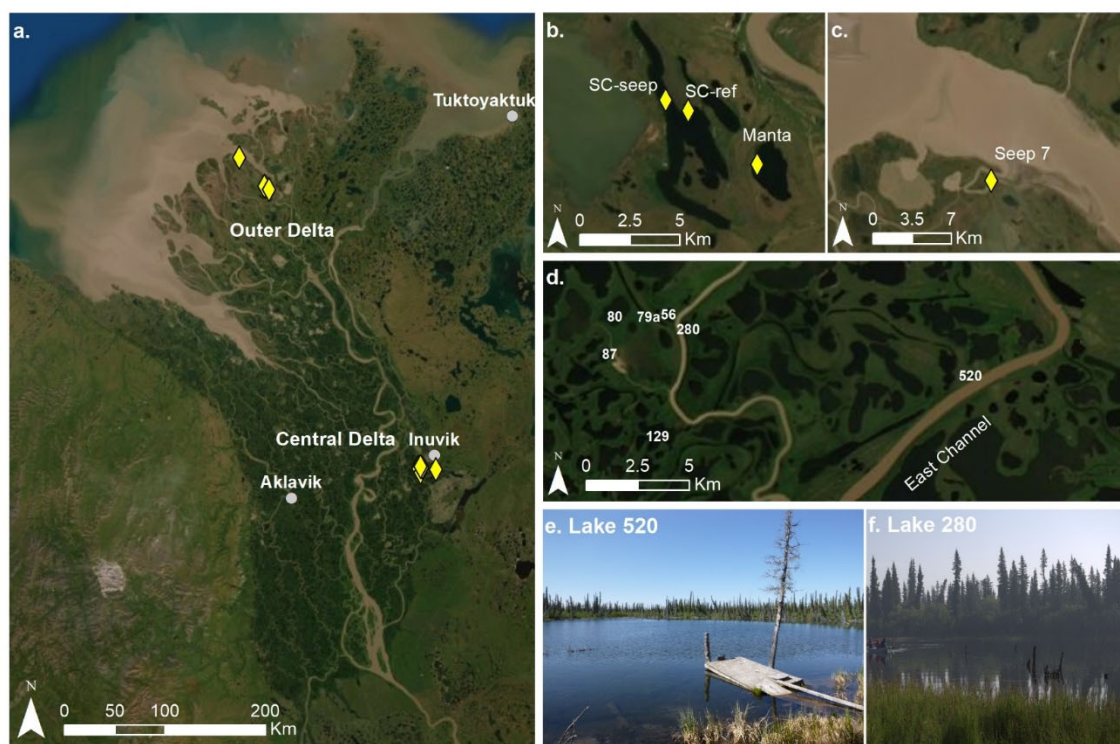 a.
Tuktoyaktuk
Outer Delta
Central Delta
Inuvik
Aklavik
N
0 50 100 200
Km
b.
SC-seep
SC-ref
Manta
N
0 2.5 5
Km
c.
Seep 7
N
0 3.5 7
Km
d.
80 79a 56
280
87
520
129
East Channel
N
0 2.5 5
Km
e. Lake 520
f. Lake 280